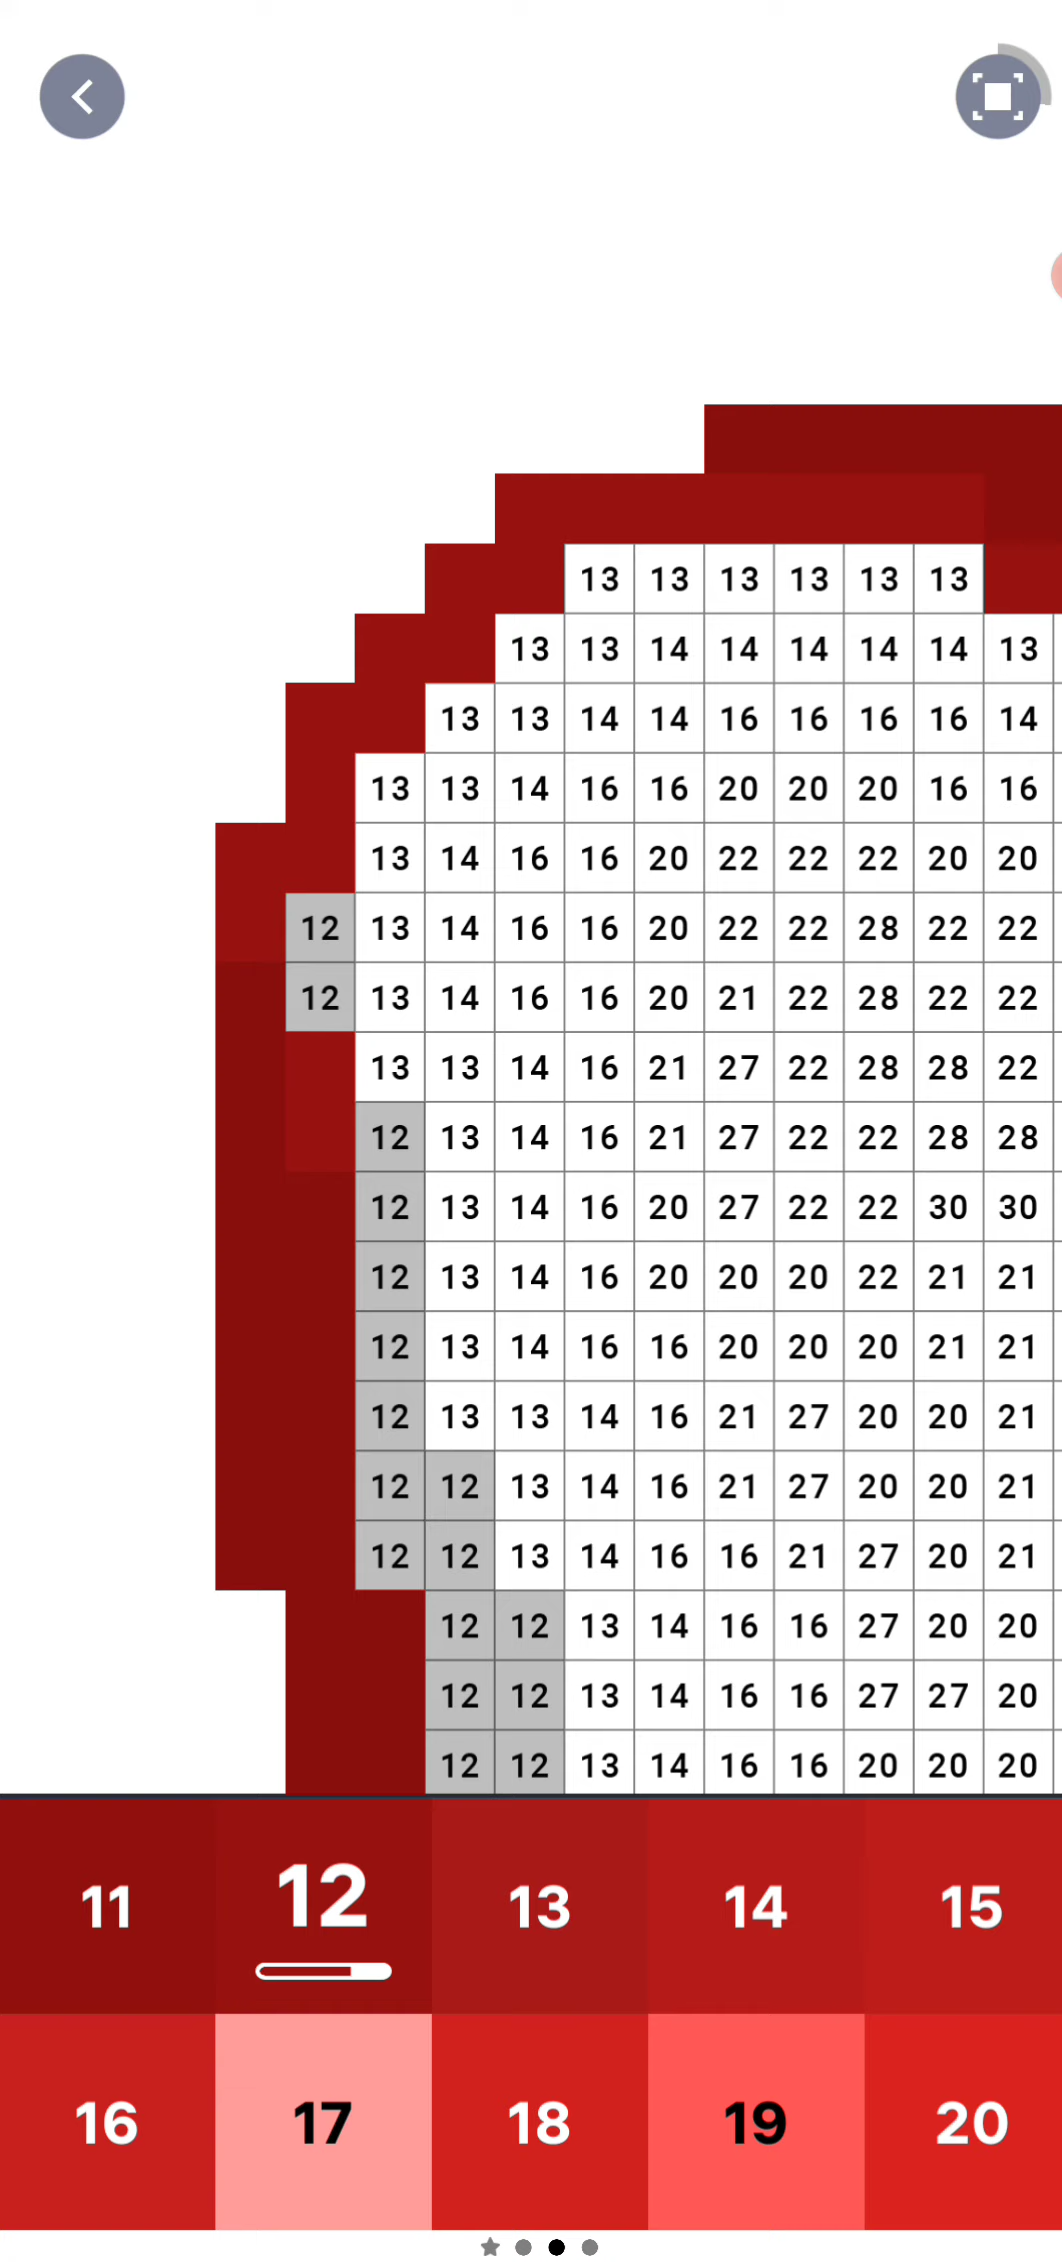 13 13 13 13 13 13
13 13 14 14 14 14 14 13
13 13 14 14 16 16 16 16 14
13 13 14 16 16 20 20 20 16 16
13 14 16 16 20 22 22 22 20 20
12 13 14 16 16 20 22 22 28 22 22
12 13 14 16 16 20 21 22 28 22 22
13 13 14 16 21 27 22 28 28 22
12 13 14 16 21 27 22 22 28 28
12 13 14 16 20 27 22 22 30 30
12 13 14 16 20 20 20 22 21 21
12 13 14 16 16 20 20 20 21 21
12 13 13 14 16 21 27 20 20 21
12 12 13 14 16 21 27 20 20 21
12 12 13 14 16 16 21 27 20 21
12 12 13 14 16 16 27 20 20
12 12 13 14 16 16 27 27 20
12 12 13 14 16 16 20 20 20
11 12 13 14 15
16 17 18 19 20